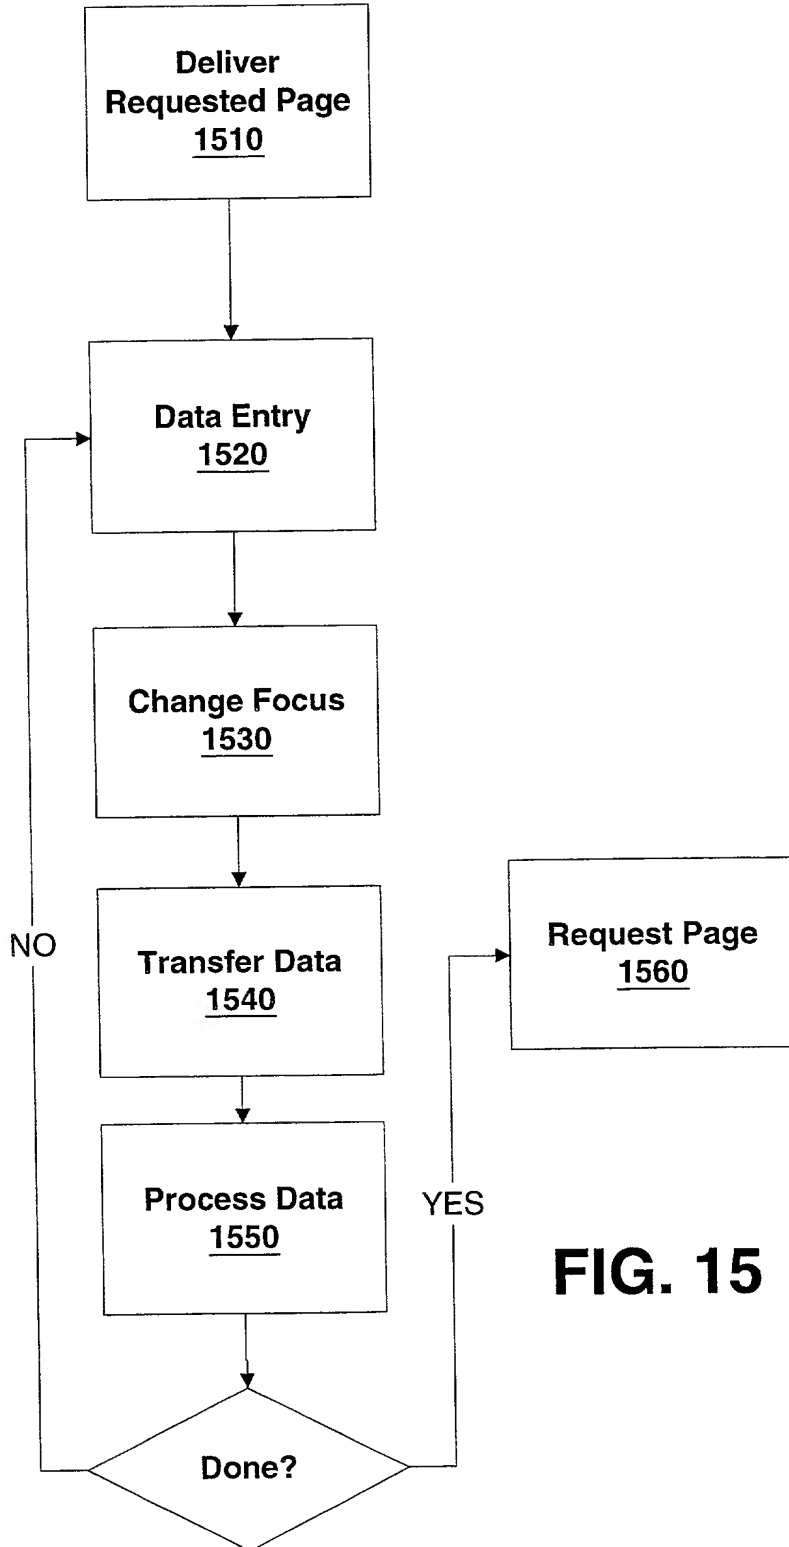 Deliver
Requested Page
1510
Data Entry
1520
Change Focus
1530
Transfer Data
1540
Request Page
1560
NO
Process Data
1550
YES
FIG. 15
Done?